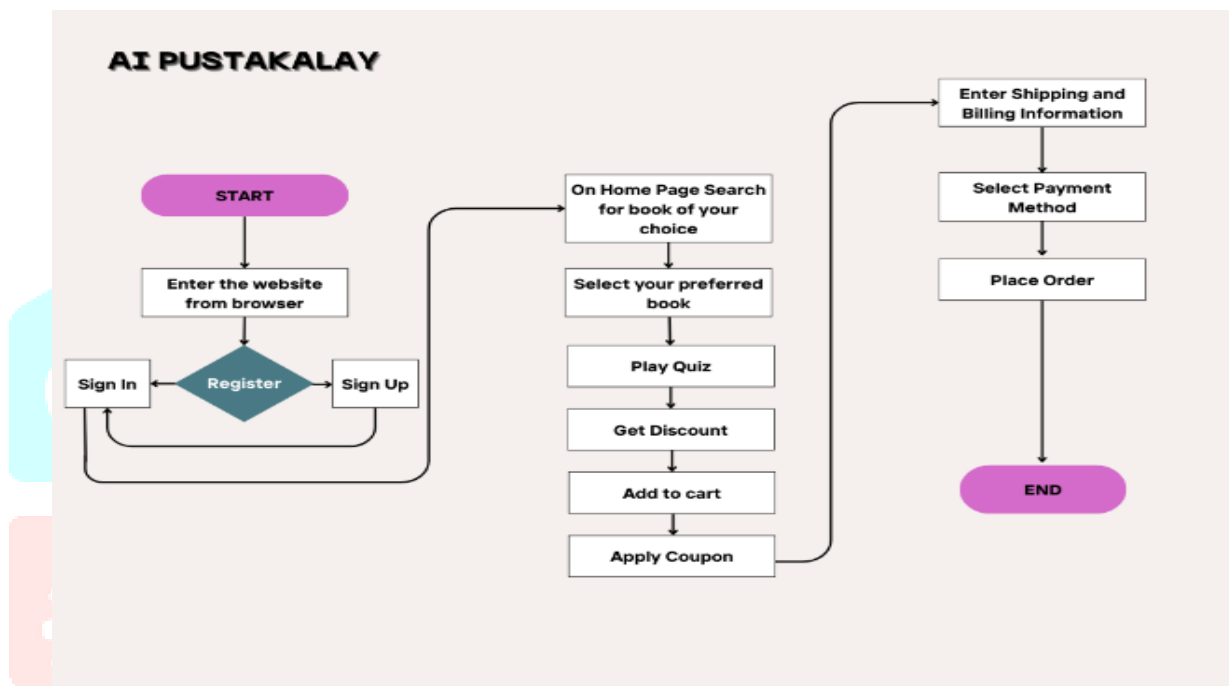 AI PUSTAKALAY
START
Enter the website
from browser
Register
Sign In
Sign Up
On Home Page Search
for book of your
choice
Select your preferred
book
Play Quiz
Get Discount
Add to cart
Apply Coupon
Enter Shipping and
Billing Information
Select Payment
Method
Place Order
END